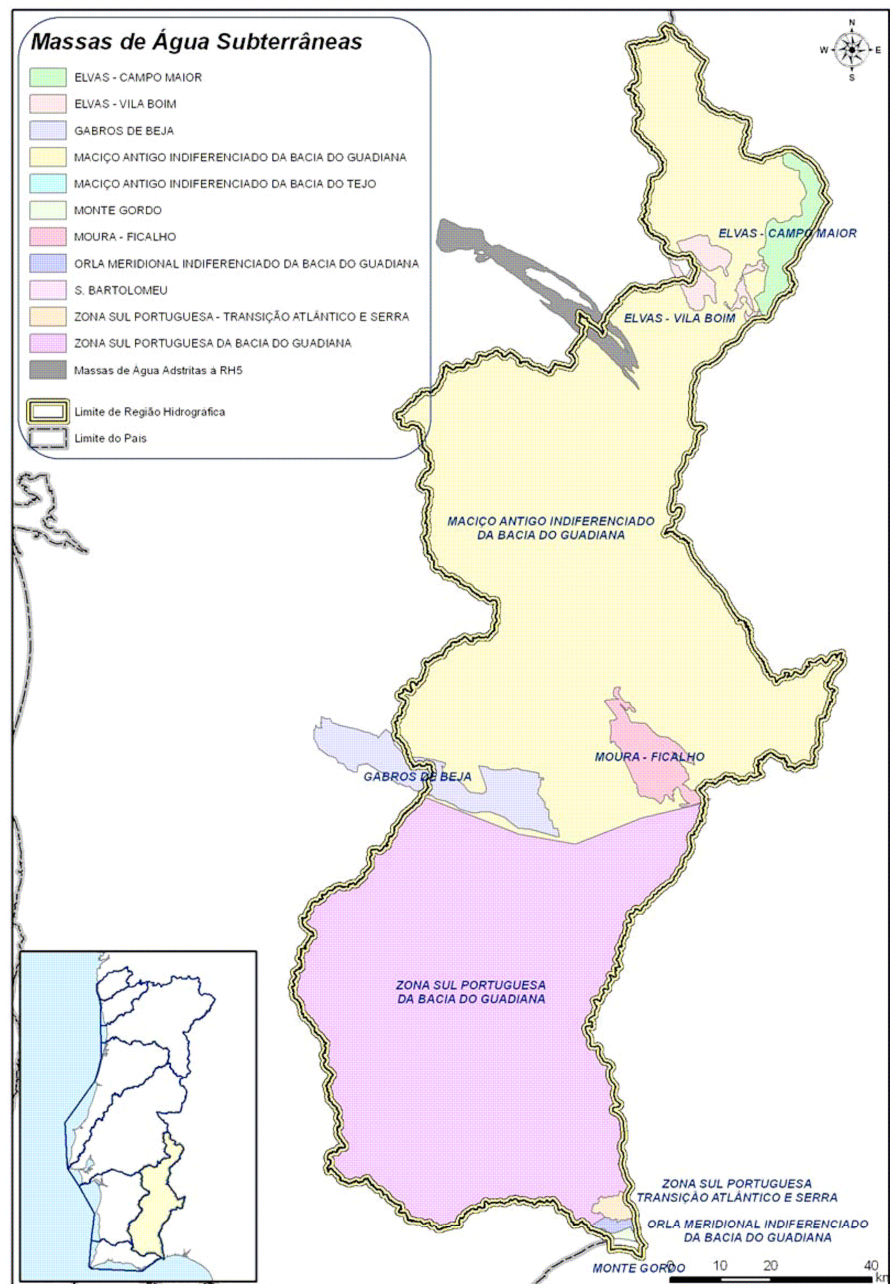 Massas de Água Subterrâneas
ELVAS - CAMPO MAIOR
ELVAS - VILA BOIM
GABROS DE BEJA
MACIÇO ANTIGO INDIFERENCIADO DA BACIA DO GUADIANA
MACIÇO ANTIGO INDIFERENCIADO DA BACIA DO TEJO
MONTE GORDO
MOURA - FICALHO
ORLA MERIDIONAL INDIFERENCIADO DA BACIA DO GUADIANA
S. BARTOLOMEU
ZONA SUL PORTUGUESA - TRANSIÇÃO ATLÂNTICO E SERRA
ZONA SUL PORTUGUESA DA BACIA DO GUADIANA
Massas de Água Adstritas à RH5
Limite de Região Hidrográfica
Limite do País
N
W
E
S
ELVAS - CAMPO MAIOR
ELVAS - VILA BOIM
MACIÇO ANTIGO INDIFERENCIADO
DA BACIA DO GUADIANA
MOURA - FICALHO
GABROS DE BEJA
ZONA SUL PORTUGUESA
DA BACIA DO GUADIANA
ZONA SUL PORTUGUESA
TRANSIÇÃO ATLÂNTICO E SERRA
ORLA MERIDIONAL INDIFERENCIADO
DA BACIA DO GUADIANA
MONTE GORDO
0 10 20 40
km